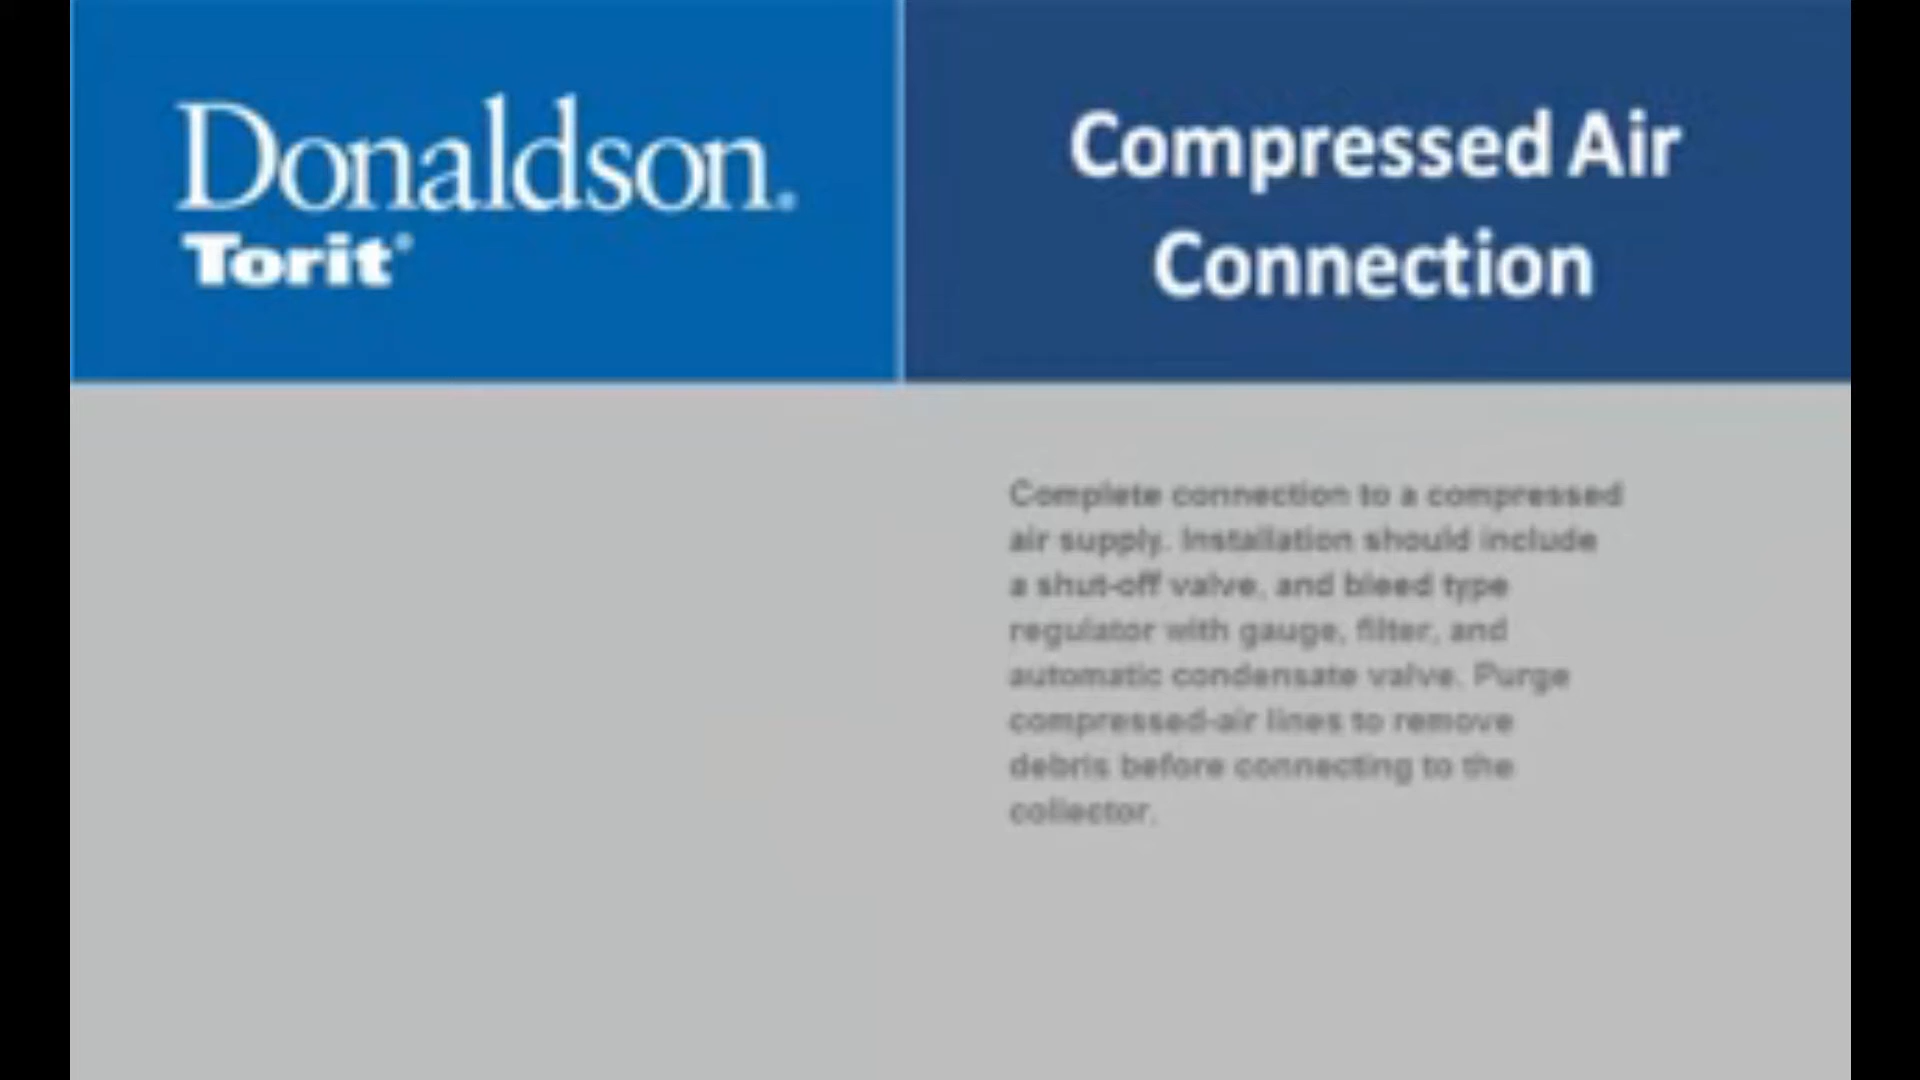 Donaldson.
Torit®
Compressed Air
Connection
Complete connection to a compressed
air supply. Installation should include
a shut-off valve, and bleed type
regulator with gauge, filter, and
automatic condensate valve. Purge
compressed-air lines to remove
debris before connecting to the
collector.